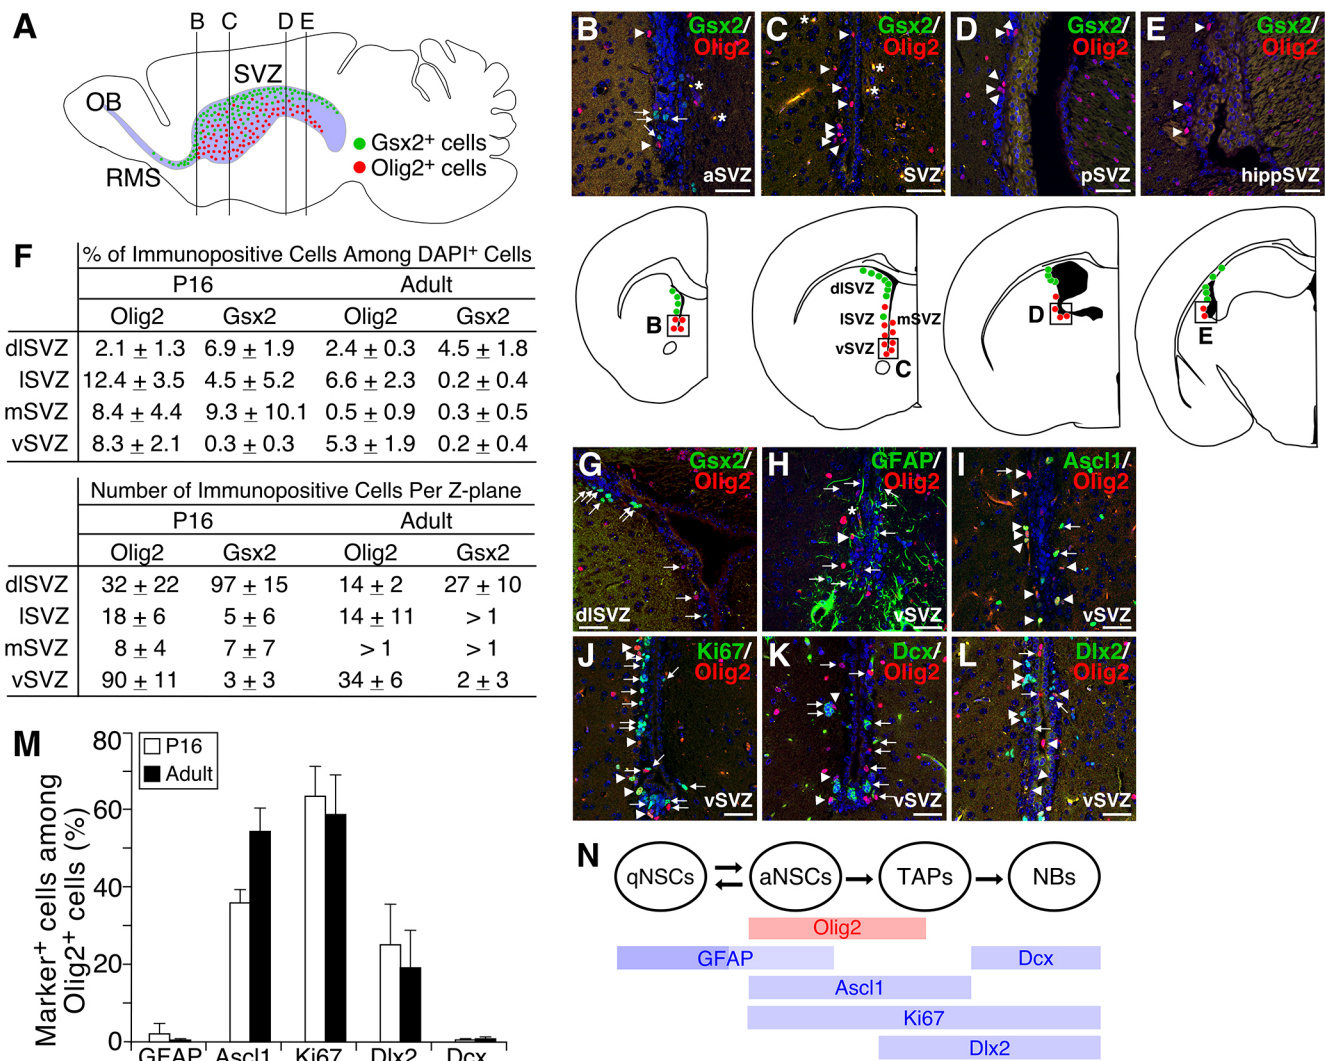 A
B C D E
SVZ
OB
RMS
Gsx2+ cells
Olig2+ cells
B
Gsx2/
Olig2
aSVZ
C
Gsx2/
Olig2
SVZ
D
Gsx2/
Olig2
pSVZ
E
Gsx2/
Olig2
hippSVZ
B
dlSVZ
lSVZ
mSVZ
vSVZ
C
D
E
F
% of Immunopositive Cells Among DAPI+ Cells
P16 Adult
Olig2 Gsx2 Olig2 Gsx2
dlSVZ 2.1 ± 1.3 6.9 ± 1.9 2.4 ± 0.3 4.5 ± 1.8
lSVZ 12.4 ± 3.5 4.5 ± 5.2 6.6 ± 2.3 0.2 ± 0.4
mSVZ 8.4 ± 4.4 9.3 ± 10.1 0.5 ± 0.9 0.3 ± 0.5
vSVZ 8.3 ± 2.1 0.3 ± 0.3 5.3 ± 1.9 0.2 ± 0.4
Number of Immunopositive Cells Per Z-plane
P16 Adult
Olig2 Gsx2 Olig2 Gsx2
dlSVZ 32 ± 22 97 ± 15 14 ± 2 27 ± 10
lSVZ 18 ± 6 5 ± 6 14 ± 11 > 1
mSVZ 8 ± 4 7 ± 7 > 1 > 1
vSVZ 90 ± 11 3 ± 3 34 ± 6 2 ± 3
G
Gsx2/
Olig2
dlSVZ
H
GFAP/
Olig2
vSVZ
I
Ascl1/
Olig2
vSVZ
J
Ki67/
Olig2
vSVZ
K
Dcx/
Olig2
vSVZ
L
Dlx2/
Olig2
vSVZ
M
Marker+ cells among
Olig2+ cells (%)
80
60
40
20
0
P16
Adult
GFAP Ascl1 Ki67 Dlx2 Dcx
N
qNSCs aNSCs TAPs NBs
Olig2
GFAP Dcx
Ascl1
Ki67
Dlx2